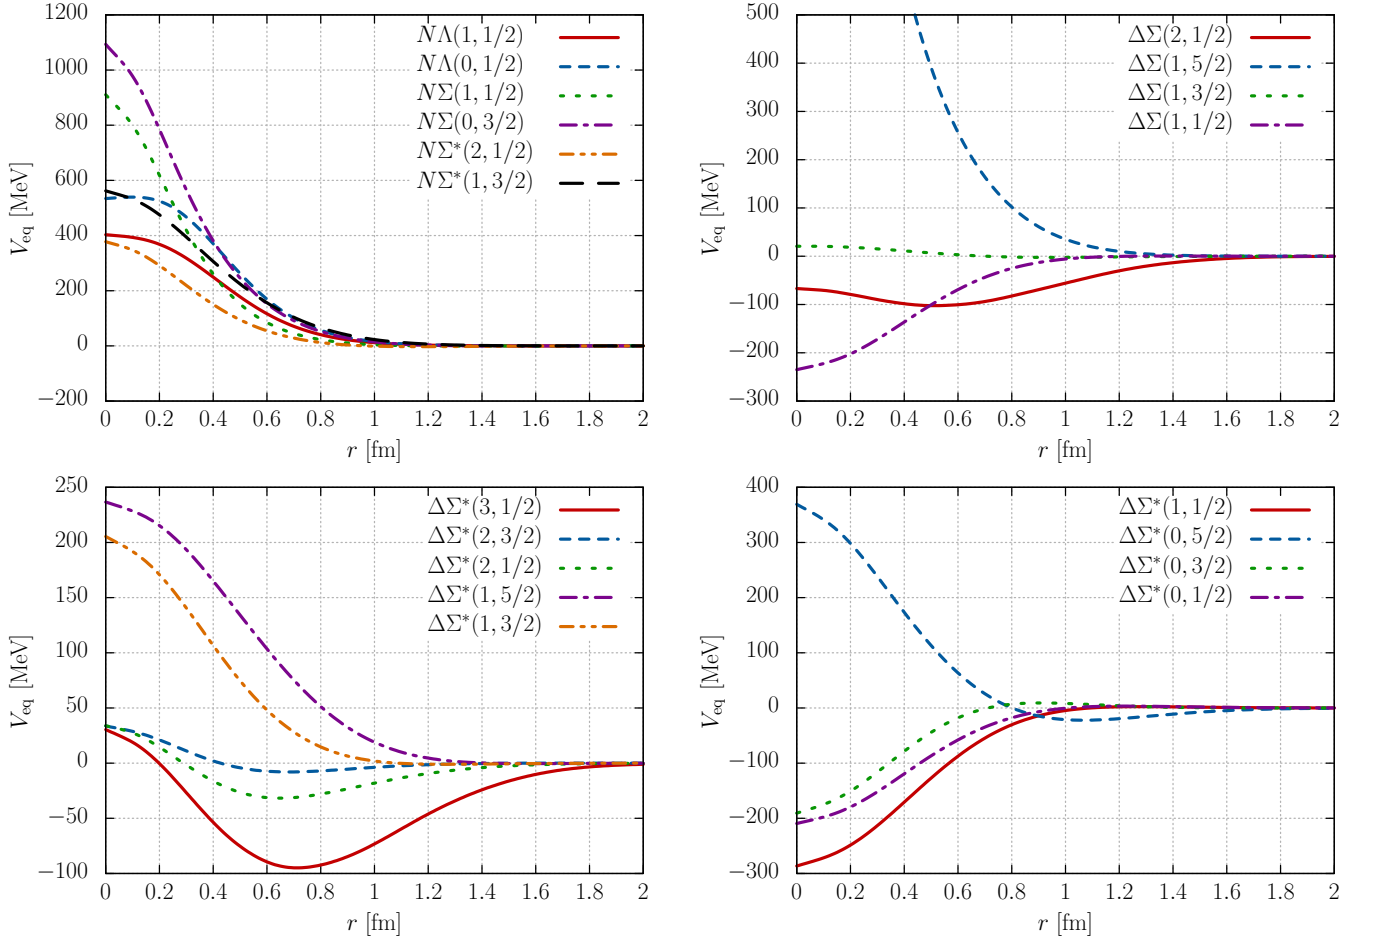 1200
1000
800
600
400
200
0
−200
V_eq [MeV]
NΛ(1, 1/2)
NΛ(0, 1/2)
NΣ(1, 1/2)
NΣ(0, 3/2)
NΣ*(2, 1/2)
NΣ*(1, 3/2)
0 0.2 0.4 0.6 0.8 1 1.2 1.4 1.6 1.8 2
r [fm]
500
400
300
200
100
0
−100
−200
−300
V_eq [MeV]
ΔΣ(2, 1/2)
ΔΣ(1, 5/2)
ΔΣ(1, 3/2)
ΔΣ(1, 1/2)
0 0.2 0.4 0.6 0.8 1 1.2 1.4 1.6 1.8 2
r [fm]
250
200
150
100
50
0
−50
−100
V_eq [MeV]
ΔΣ*(3, 1/2)
ΔΣ*(2, 3/2)
ΔΣ*(2, 1/2)
ΔΣ*(1, 5/2)
ΔΣ*(1, 3/2)
0 0.2 0.4 0.6 0.8 1 1.2 1.4 1.6 1.8 2
r [fm]
400
300
200
100
0
−100
−200
−300
V_eq [MeV]
ΔΣ*(1, 1/2)
ΔΣ*(0, 5/2)
ΔΣ*(0, 3/2)
ΔΣ*(0, 1/2)
0 0.2 0.4 0.6 0.8 1 1.2 1.4 1.6 1.8 2
r [fm]